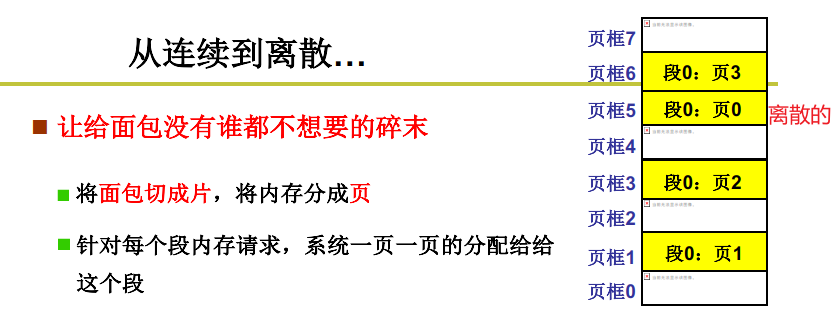 从连续到离散…
让给面包没有谁都不想要的碎末
将面包切成片，将内存分成页
针对每个段内存请求，系统一页一页的分配给给
这个段
页框7
页框6
段0：页3
页框5
段0：页0
离散的
页框4
页框3
段0：页2
页框2
页框1
段0：页1
页框0